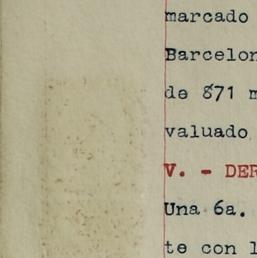 marcado
Barcelon
de 871 m
valuado
V. - DER
Una 6a.
te con l